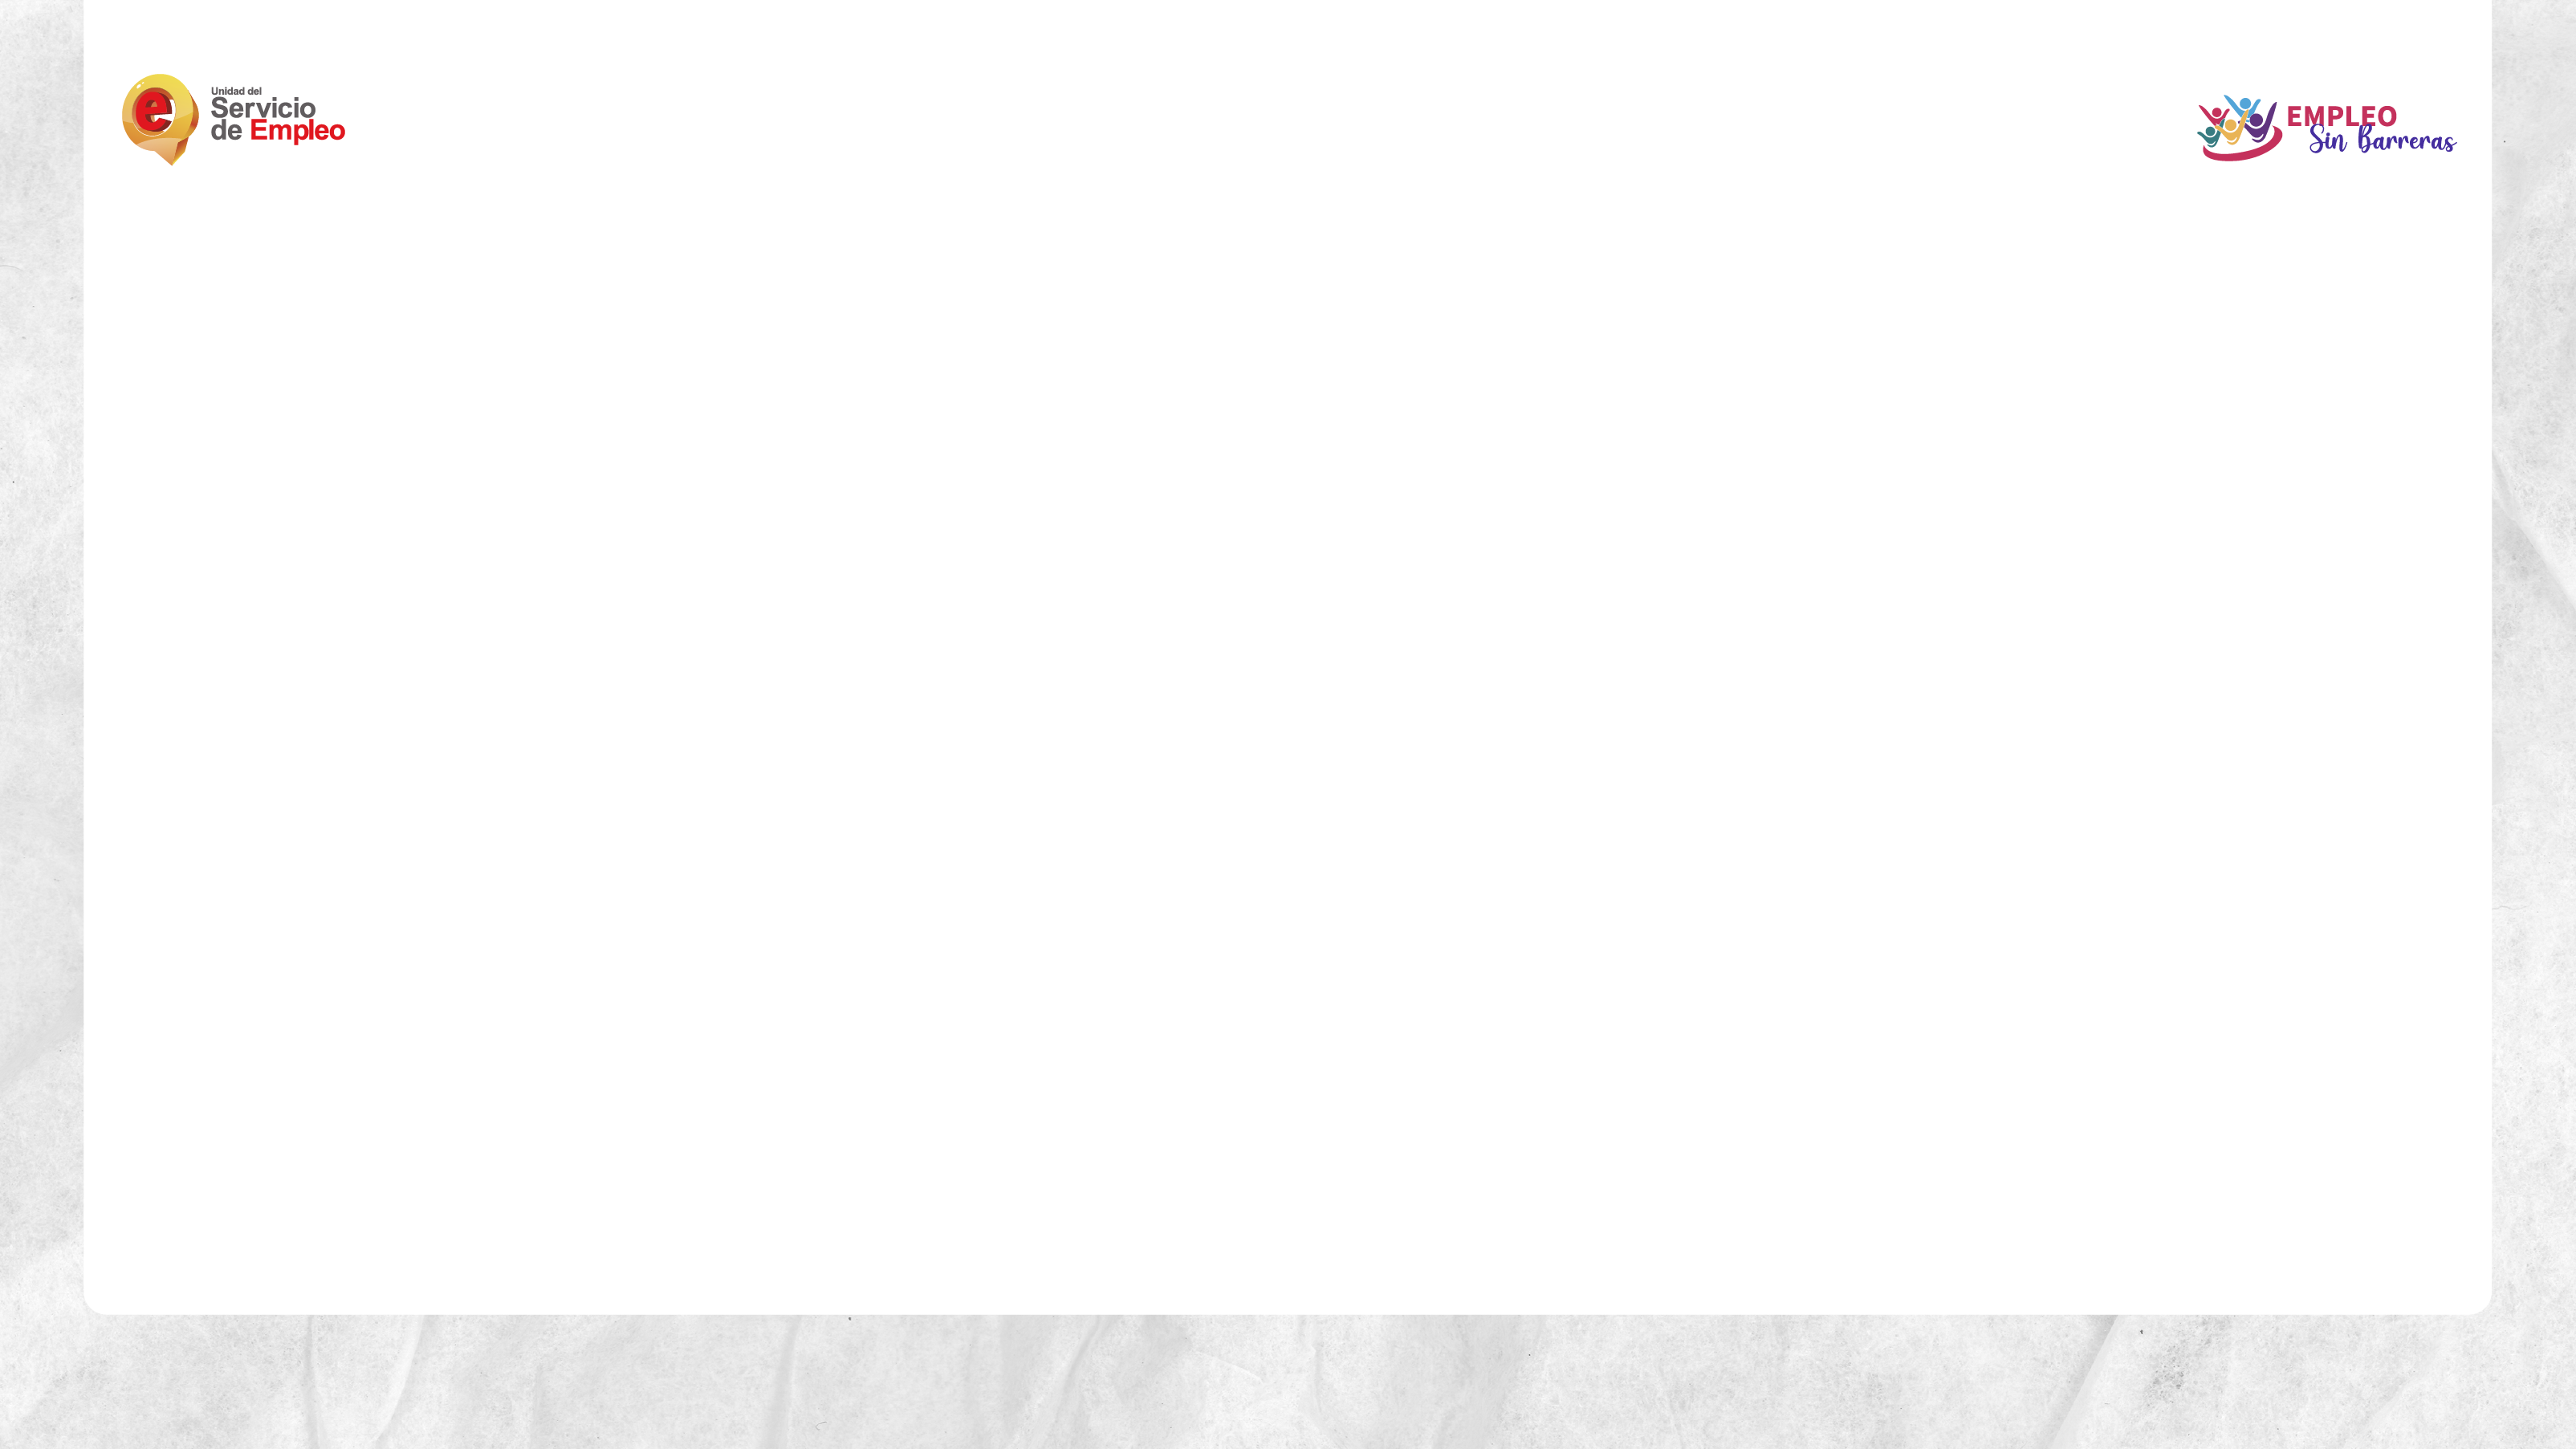 Unidad del
Servicio
de Empleo
EMPLEO
Sin Barreras